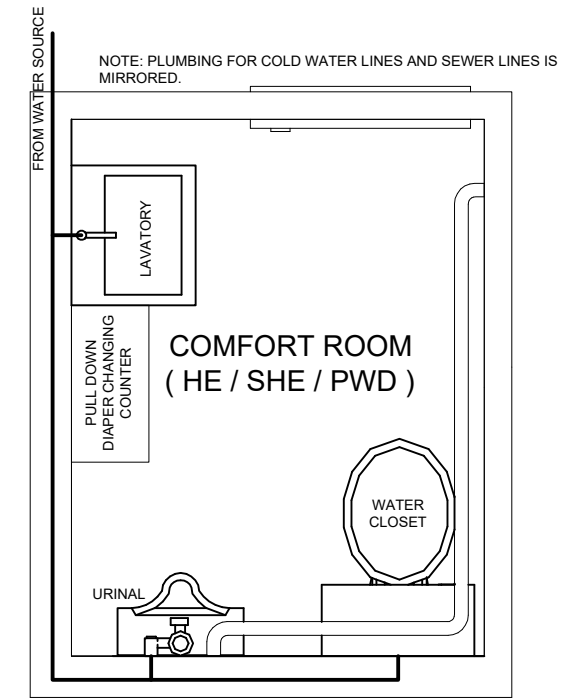 FROM WATER SOURCE
NOTE: PLUMBING FOR COLD WATER LINES AND SEWER LINES IS
MIRRORED.
LAVATORY
PULL DOWN
DIAPER CHANGING
COUNTER
COMFORT ROOM
( HE / SHE / PWD )
WATER
CLOSET
URINAL